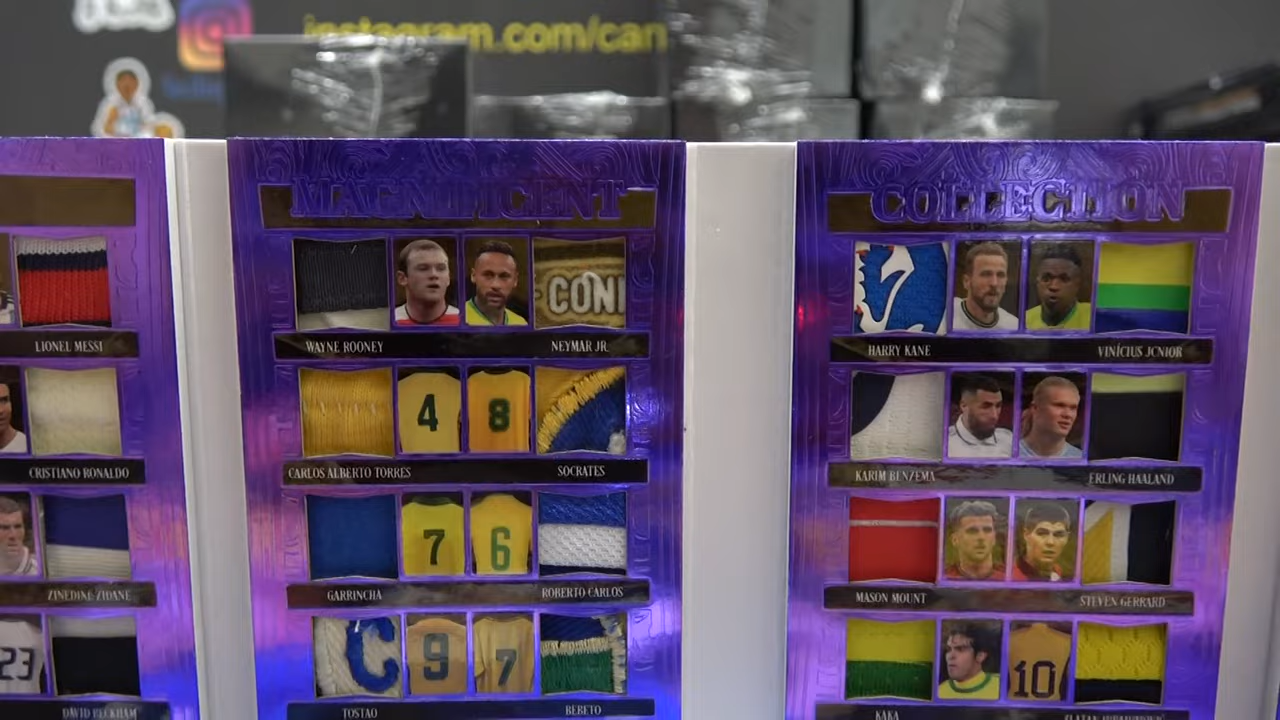 instagram.com/can
MAGNIFICENT
COLLECTION
CONI
LIONEL MESSI
WAYNE ROONEY
NEYMAR JR.
HARRY KANE
VINÍCIUS JÚNIOR
4
8
CRISTIANO RONALDO
CARLOS ALBERTO TORRES
SOCRATES
KARIM BENZEMA
ERLING HAALAND
7
6
ZINEDINE ZIDANE
GARRINCHA
ROBERTO CARLOS
MASON MOUNT
STEVEN GERRARD
23
C
9
7
10
DAVID BECKHAM
TOSTAO
BEBETO
KAKA